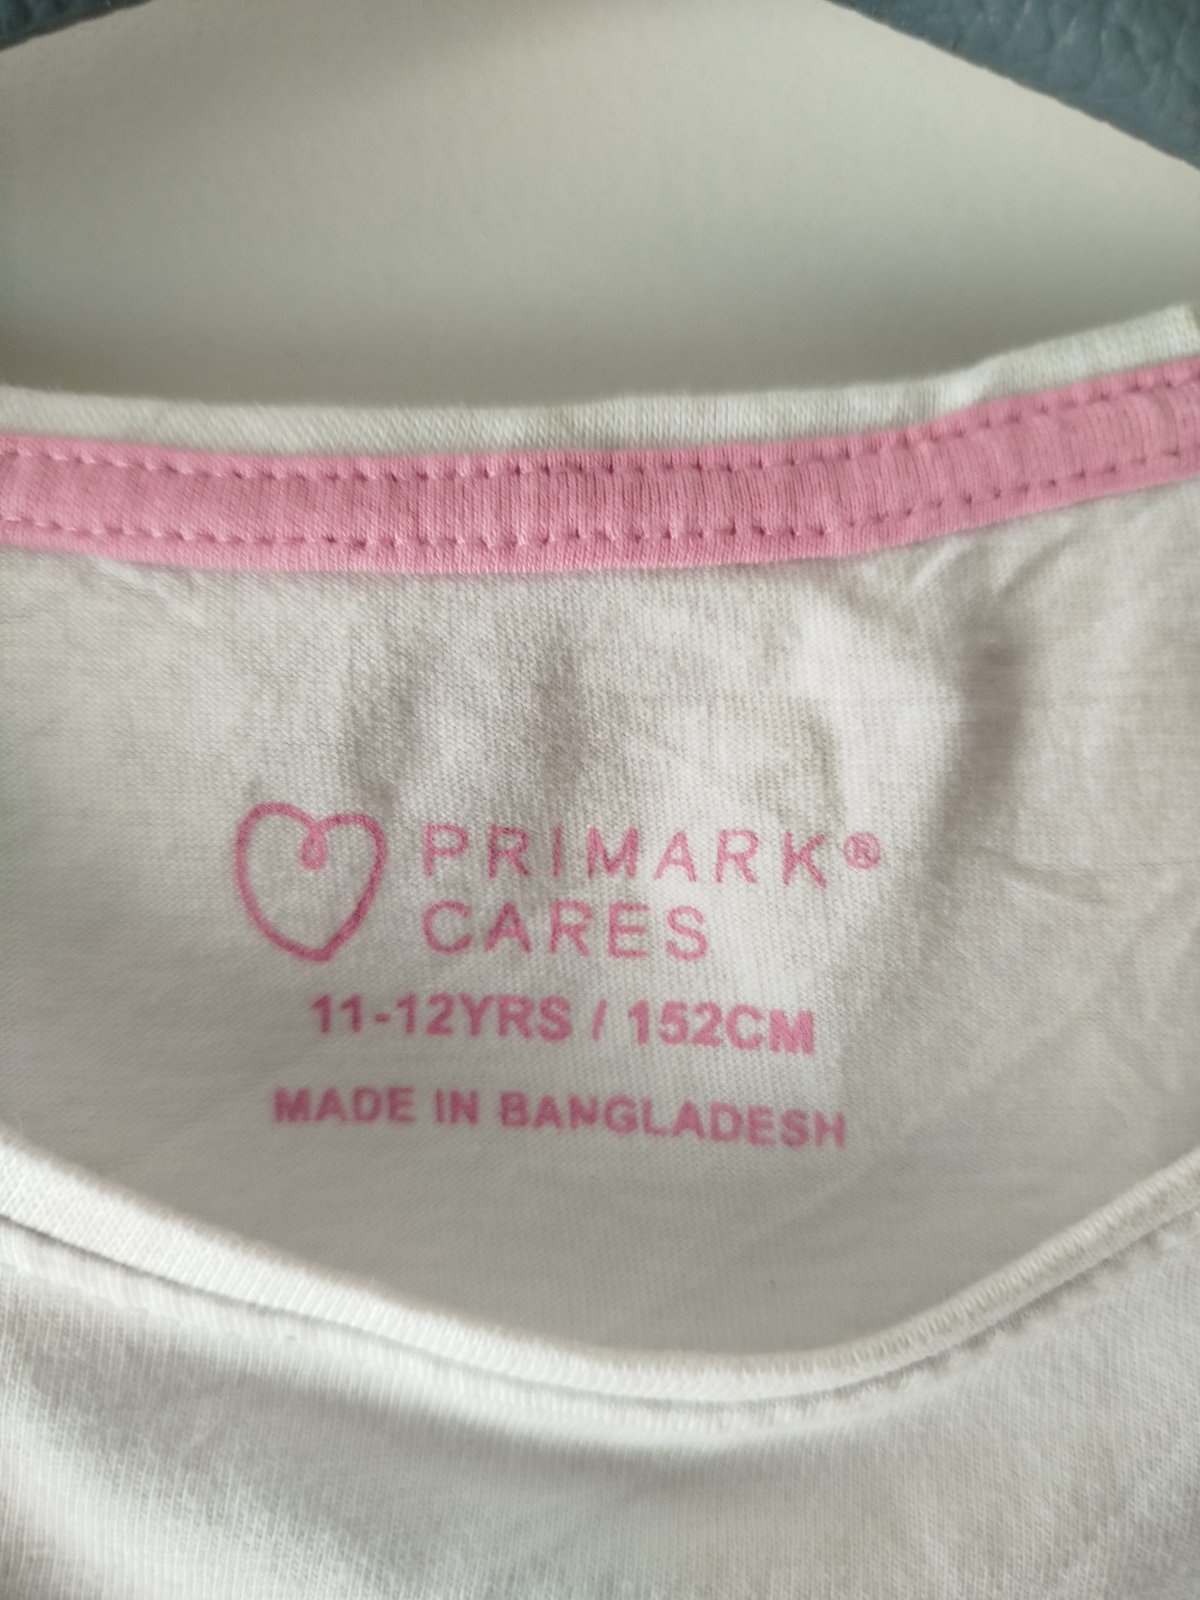 PRIMARK®
CARES
11-12YRS / 152CM
MADE IN BANGLADESH